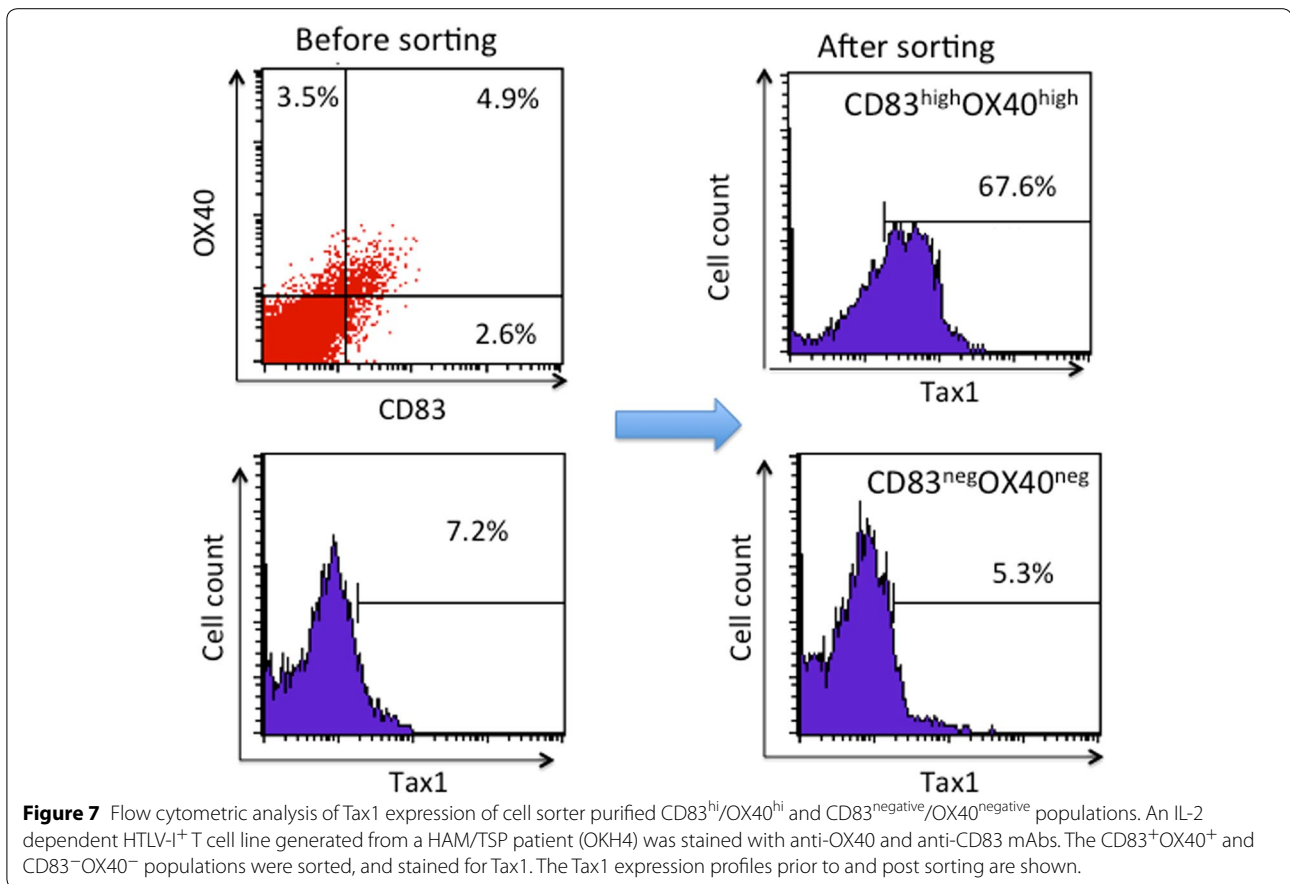 Before sorting
After sorting
3.5%
4.9%
2.6%
OX40
CD83
CD83highOX40high
67.6%
Cell count
Tax1
7.2%
Cell count
Tax1
CD83negOX40neg
5.3%
Cell count
Tax1
Figure 7 Flow cytometric analysis of Tax1 expression of cell sorter purified CD83hi/OX40hi and CD83negative/OX40negative populations. An IL-2
dependent HTLV-I+ T cell line generated from a HAM/TSP patient (OKH4) was stained with anti-OX40 and anti-CD83 mAbs. The CD83+OX40+ and
CD83−OX40− populations were sorted, and stained for Tax1. The Tax1 expression profiles prior to and post sorting are shown.